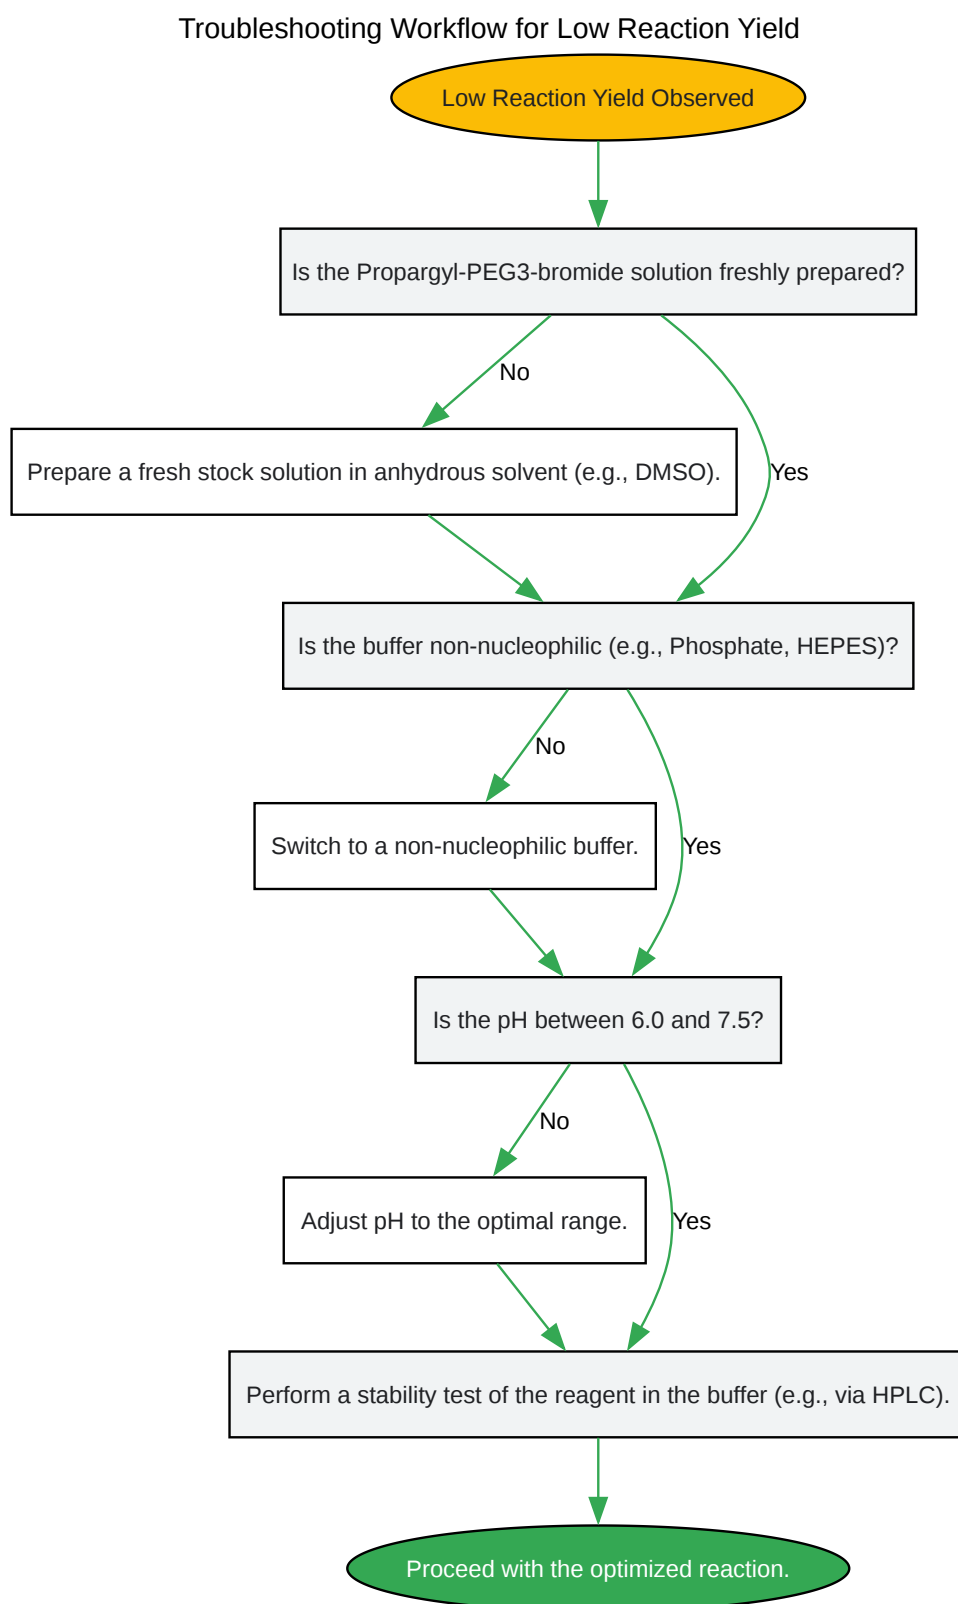 Troubleshooting Workflow for Low Reaction Yield
Low Reaction Yield Observed
Is the Propargyl-PEG3-bromide solution freshly prepared?
No
Prepare a fresh stock solution in anhydrous solvent (e.g., DMSO).
Yes
Is the buffer non-nucleophilic (e.g., Phosphate, HEPES)?
No
Switch to a non-nucleophilic buffer.
Yes
Is the pH between 6.0 and 7.5?
No
Adjust pH to the optimal range.
Yes
Perform a stability test of the reagent in the buffer (e.g., via HPLC).
Proceed with the optimized reaction.